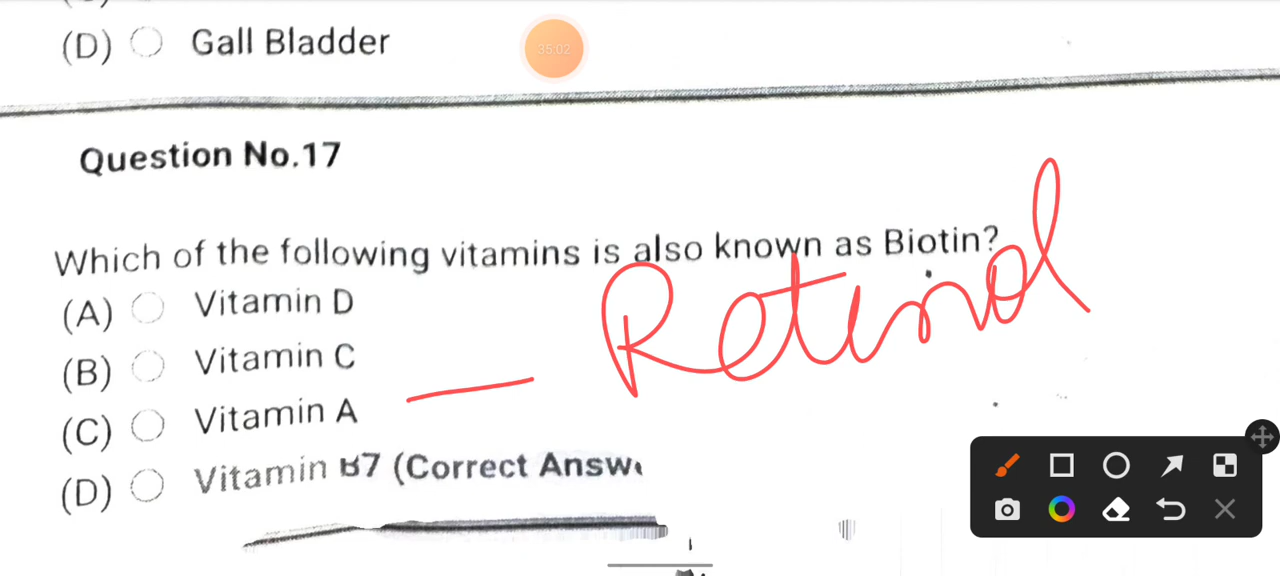 (D) Gall Bladder
35:02
Question No.17
Which of the following vitamins is also known as Biotin?
(A) Vitamin D
(B) Vitamin C
(C) Vitamin A — Retinol
(D) Vitamin B7 (Correct Answ